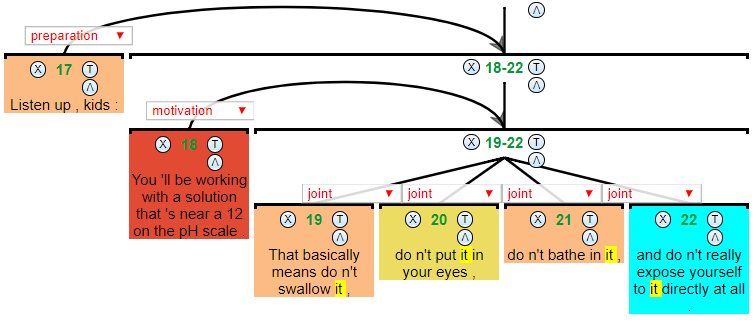 preparation ▼
X 17 T
Λ
Listen up , kids :
Λ
X 18-22 T
Λ
motivation ▼
X 18 T
Λ
You 'll be working
with a solution
that 's near a 12
on the pH scale .
X 19-22 T
Λ
joint ▼
joint ▼
joint ▼
joint ▼
X 19 T
Λ
That basically
means do n't
swallow it ,
X 20 T
Λ
do n't put it in
your eyes ,
X 21 T
Λ
do n't bathe in it ,
X 22 T
Λ
and do n't really
expose yourself
to it directly at all
.